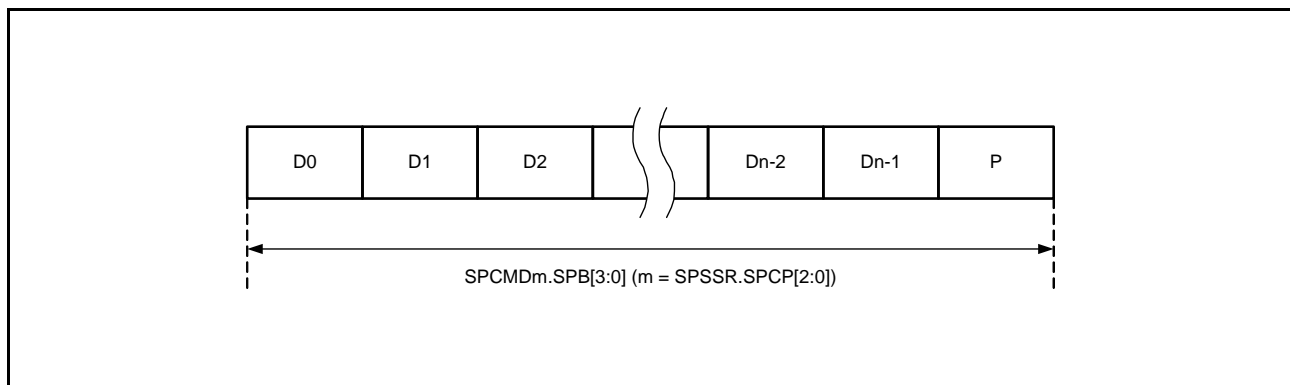 D0 D1 D2 Dn-2 Dn-1 P
SPCMDm.SPB[3:0] (m = SPSSR.SPCP[2:0])